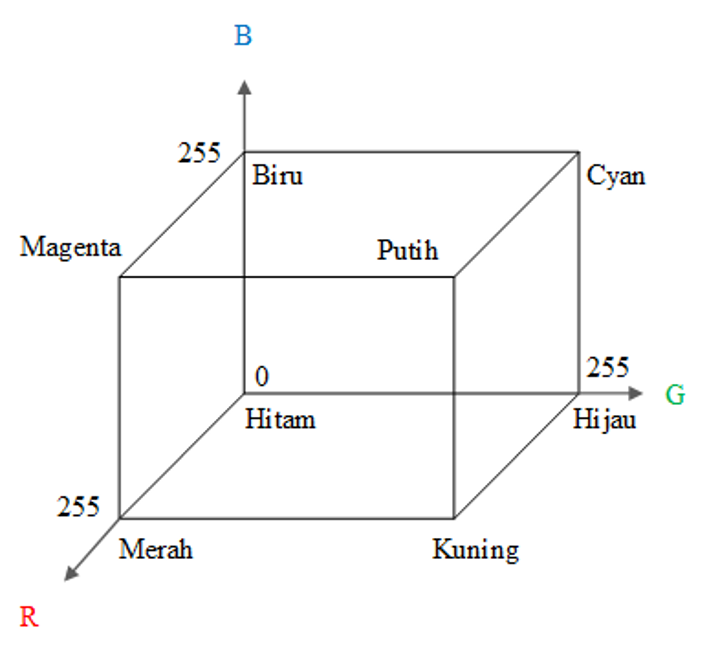 B
255
Biru
Cyan
Magenta
Putih
0
255
G
Hitam
Hijau
255
Merah
Kuning
R